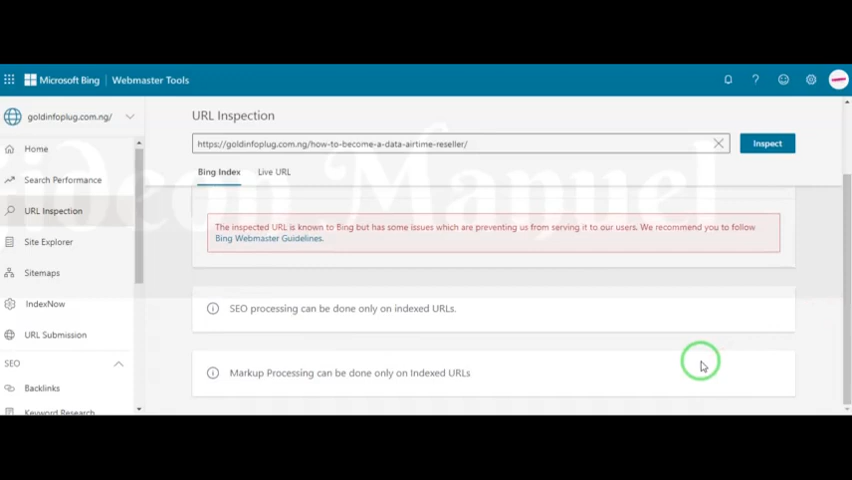 Microsoft Bing | Webmaster Tools
goldinfoplug.com.ng/
URL Inspection
https://goldinfoplug.com.ng/how-to-become-a-data-airtime-reseller/
Inspect
Home
Bing Index
Live URL
Search Performance
URL Inspection
Gideon Manuel
The inspected URL is known to Bing but has some issues which are preventing us from serving it to our users. We recommend you to follow
Bing Webmaster Guidelines.
Site Explorer
Sitemaps
IndexNow
SEO processing can be done only on indexed URLs.
URL Submission
SEO
Markup Processing can be done only on Indexed URLs
Backlinks
Keyword Research